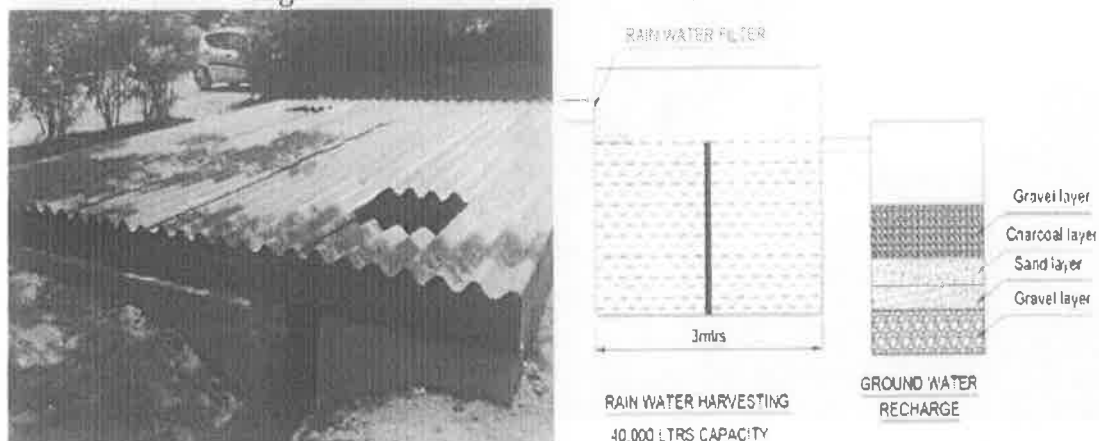 RAIN WATER FILTER
Gravel layer
Charcoal layer
Sand layer
Gravel layer
3mtrs
RAIN WATER HARVESTING
40,000 LTRS CAPACITY
GROUND WATER
RECHARGE